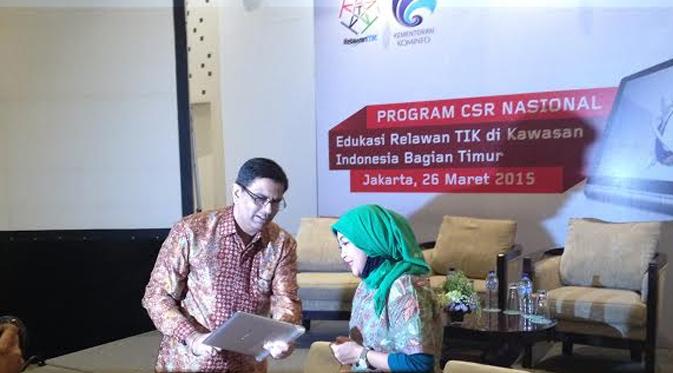 RelawanTIK
KEMENTERIAN
KOMINFO
PROGRAM CSR NASIONAL
Edukasi Relawan TIK di Kawasan
Indonesia Bagian Timur
Jakarta, 26 Maret 2015